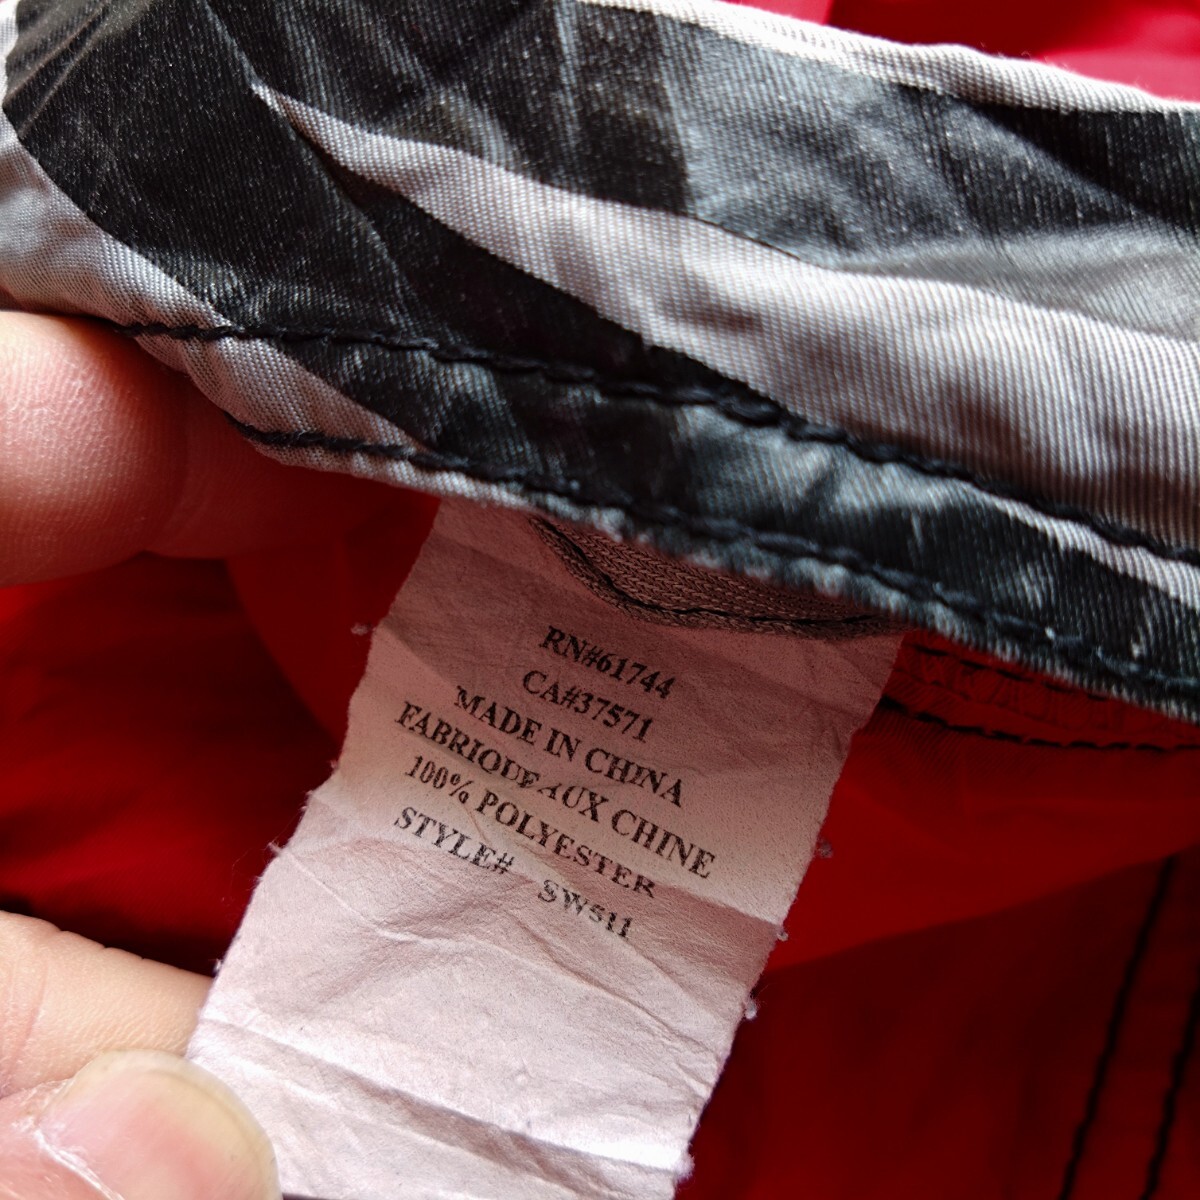 RN#61744
CA#37571
MADE IN CHINA
FABRIQUE AUX CHINE
100% POLYESTER
STYLE# SW511